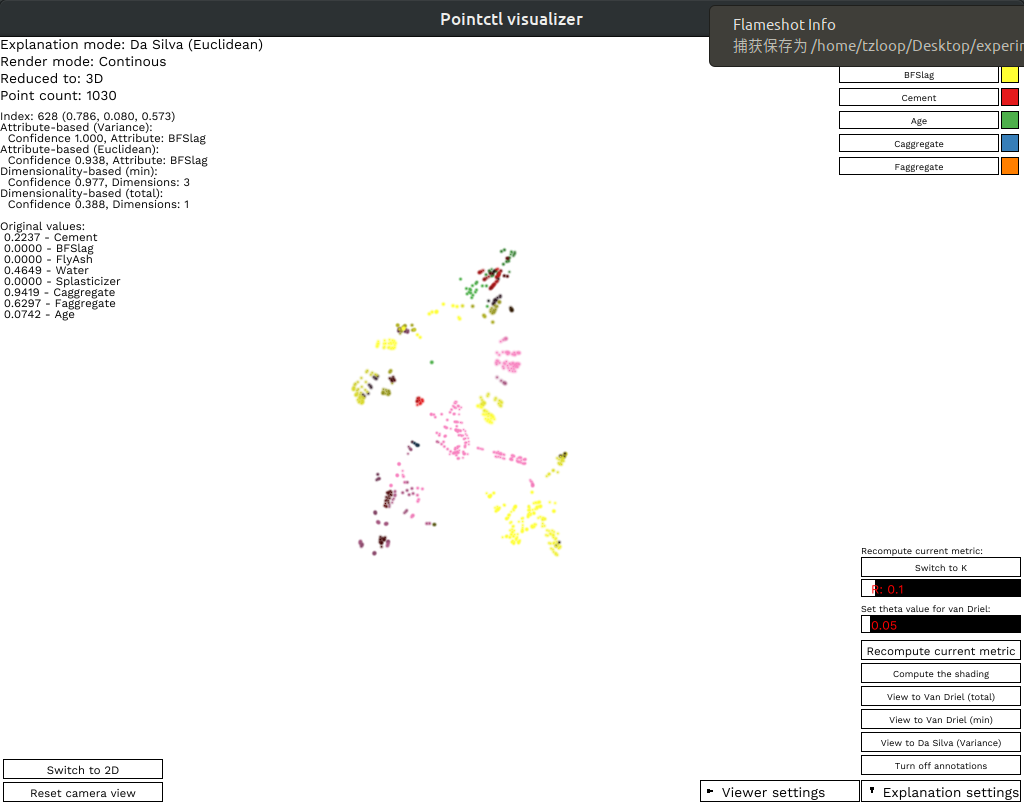 Pointctl visualizer
Flameshot Info
捕获保存为 /home/tzloop/Desktop/experir
Explanation mode: Da Silva (Euclidean)
Render mode: Continous
Reduced to: 3D
Point count: 1030
Index: 628 (0.786, 0.080, 0.573)
Attribute-based (Variance):
Confidence 1.000, Attribute: BFSlag
Attribute-based (Euclidean):
Confidence 0.938, Attribute: BFSlag
Dimensionality-based (min):
Confidence 0.977, Dimensions: 3
Dimensionality-based (total):
Confidence 0.388, Dimensions: 1
Original values:
0.2237 - Cement
0.0000 - BFSlag
0.0000 - FlyAsh
0.4649 - Water
0.0000 - Splasticizer
0.9419 - Caggregate
0.6297 - Faggregate
0.0742 - Age
BFSlag
Cement
Age
Caggregate
Faggregate
Recompute current metric:
Switch to K
R: 0.1
Set theta value for van Driel:
0.05
Recompute current metric
Compute the shading
View to Van Driel (total)
View to Van Driel (min)
View to Da Silva (Variance)
Turn off annotations
Switch to 2D
Reset camera view
Viewer settings
Explanation settings